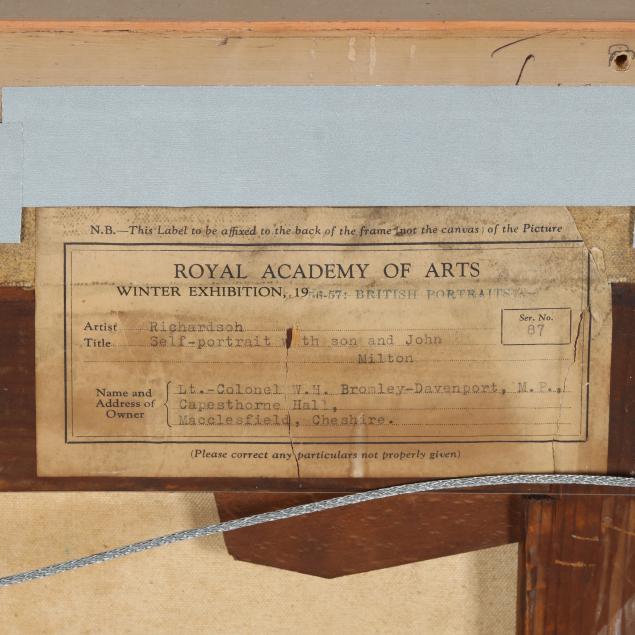 N.B.—This Label to be affixed to the back of the frame (not the canvas) of the Picture
ROYAL ACADEMY OF ARTS
WINTER EXHIBITION, 1956-57: BRITISH PORTRAITS
Ser. No.
87
Artist Richardson
Title Self-portrait with son and John
Milton
Name and Address of Owner
Lt.-Colonel W.H. Bromley-Davenport, M.P.,
Capesthorne Hall,
Macclesfield, Cheshire.
(Please correct any particulars not properly given)